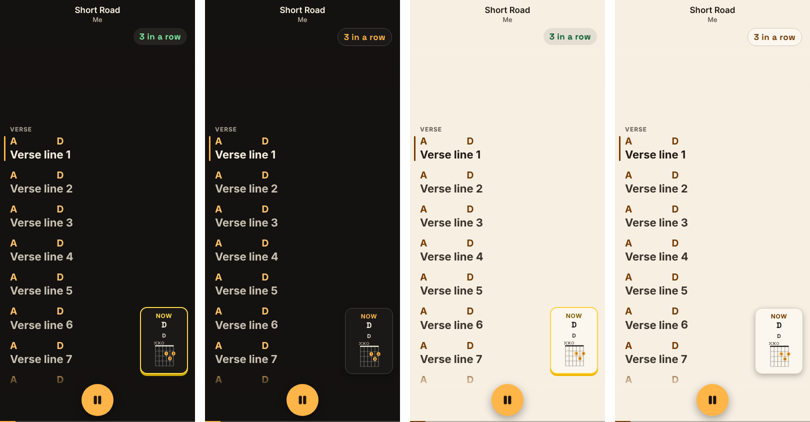 Short Road
Me
3 in a row
VERSE
A D
Verse line 1
A D
Verse line 2
A D
Verse line 3
A D
Verse line 4
A D
Verse line 5
A D
Verse line 6
A D
Verse line 7
A D
NOW
D
D
Short Road
Me
3 in a row
VERSE
A D
Verse line 1
A D
Verse line 2
A D
Verse line 3
A D
Verse line 4
A D
Verse line 5
A D
Verse line 6
A D
Verse line 7
A D
NOW
D
D
Short Road
Me
3 in a row
VERSE
A D
Verse line 1
A D
Verse line 2
A D
Verse line 3
A D
Verse line 4
A D
Verse line 5
A D
Verse line 6
A D
Verse line 7
A D
NOW
D
D
Short Road
Me
3 in a row
VERSE
A D
Verse line 1
A D
Verse line 2
A D
Verse line 3
A D
Verse line 4
A D
Verse line 5
A D
Verse line 6
A D
Verse line 7
A D
NOW
D
D